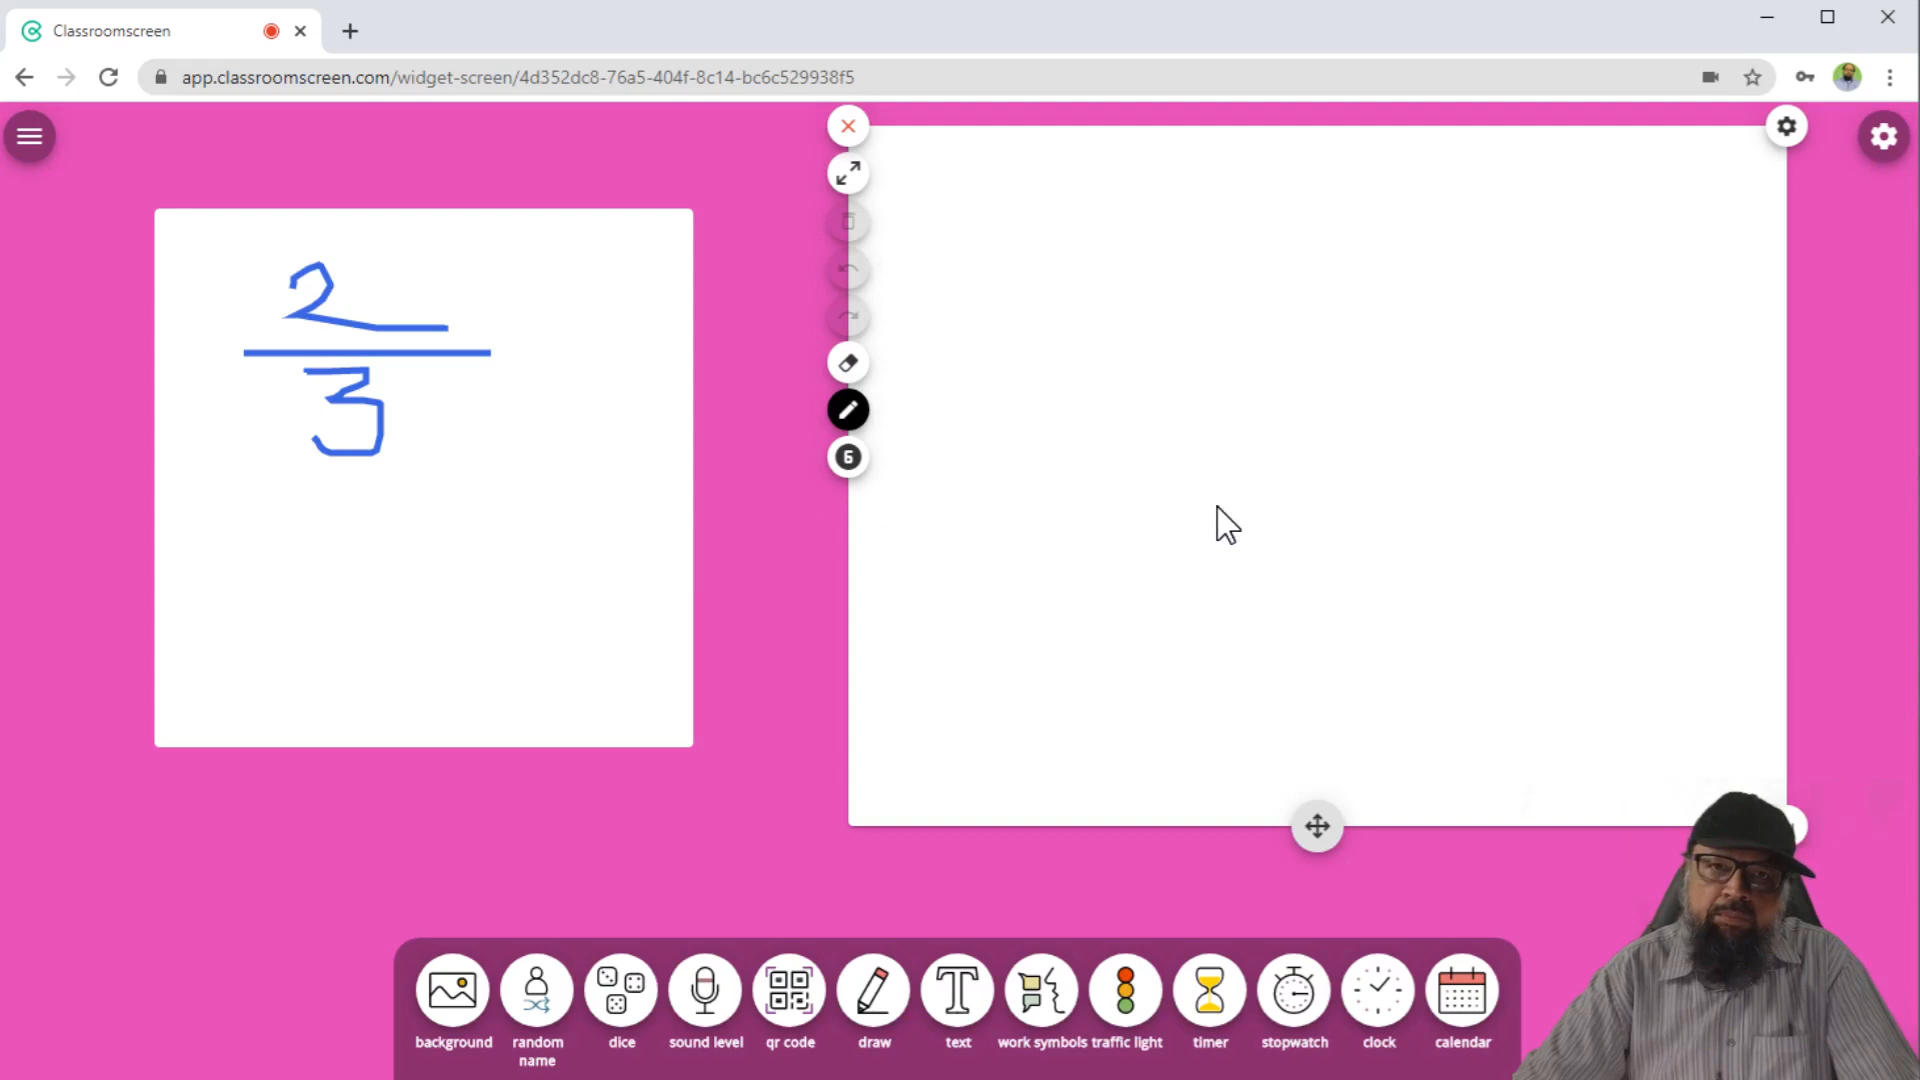 Classroomscreen
app.classroomscreen.com/widget-screen/4d352dc8-76a5-404f-8c14-bc6c529938f5
2
3
6
background
random name
dice
sound level
qr code
draw
text
work symbols
traffic light
timer
stopwatch
clock
calendar